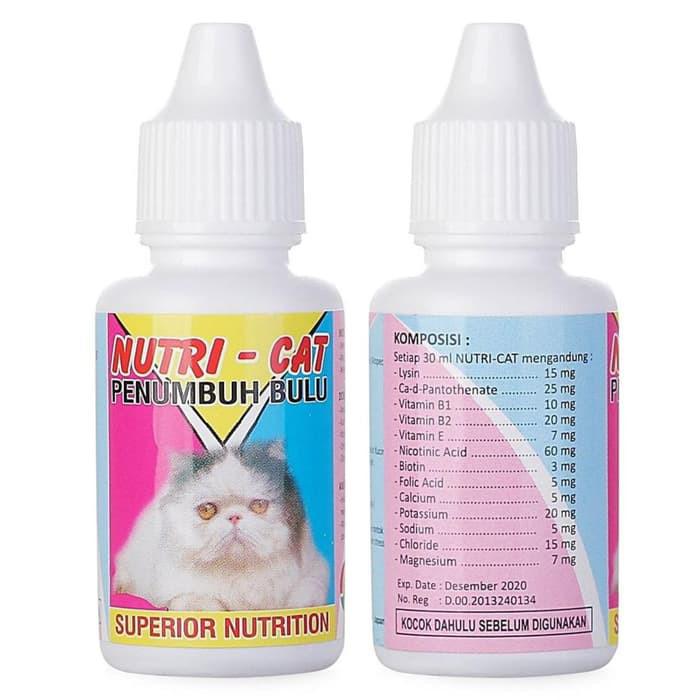 NUTRI - CAT
PENUMBUH BULU
SUPERIOR NUTRITION
KOMPOSISI :
Setiap 30 ml NUTRI-CAT mengandung :
- Lysin ........................ 15 mg
- Ca-d-Pantothenate ........ 25 mg
- Vitamin B1 ................. 10 mg
- Vitamin B2 ................. 20 mg
- Vitamin E ................... 7 mg
- Nicotinic Acid .............. 60 mg
- Biotin ....................... 3 mg
- Folic Acid ................... 5 mg
- Calcium ..................... 5 mg
- Potassium .................. 20 mg
- Sodium ..................... 5 mg
- Chloride .................... 15 mg
- Magnesium ................ 7 mg
Exp. Date : Desember 2020
No. Reg : D.00.2013240134
KOCOK DAHULU SEBELUM DIGUNAKAN